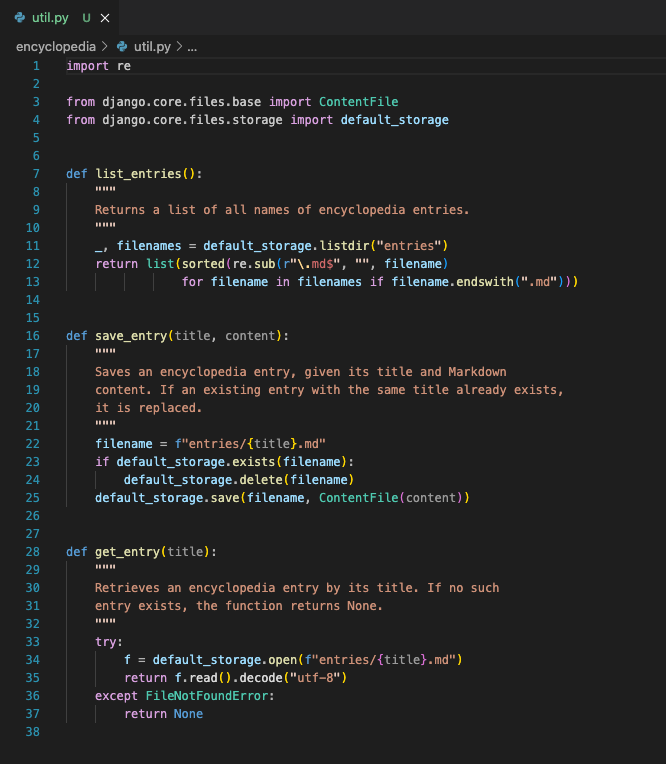 util.py U ×
encyclopedia > util.py > ...
1 import re
2
3 from django.core.files.base import ContentFile
4 from django.core.files.storage import default_storage
5
6
7 def list_entries():
8     """
9     Returns a list of all names of encyclopedia entries.
10     """
11     _, filenames = default_storage.listdir("entries")
12     return list(sorted(re.sub(r"\.md$", "", filename)
13                 for filename in filenames if filename.endswith(".md")))
14
15
16 def save_entry(title, content):
17     """
18     Saves an encyclopedia entry, given its title and Markdown
19     content. If an existing entry with the same title already exists,
20     it is replaced.
21     """
22     filename = f"entries/{title}.md"
23     if default_storage.exists(filename):
24         default_storage.delete(filename)
25     default_storage.save(filename, ContentFile(content))
26
27
28 def get_entry(title):
29     """
30     Retrieves an encyclopedia entry by its title. If no such
31     entry exists, the function returns None.
32     """
33     try:
34         f = default_storage.open(f"entries/{title}.md")
35         return f.read().decode("utf-8")
36     except FileNotFoundError:
37         return None
38